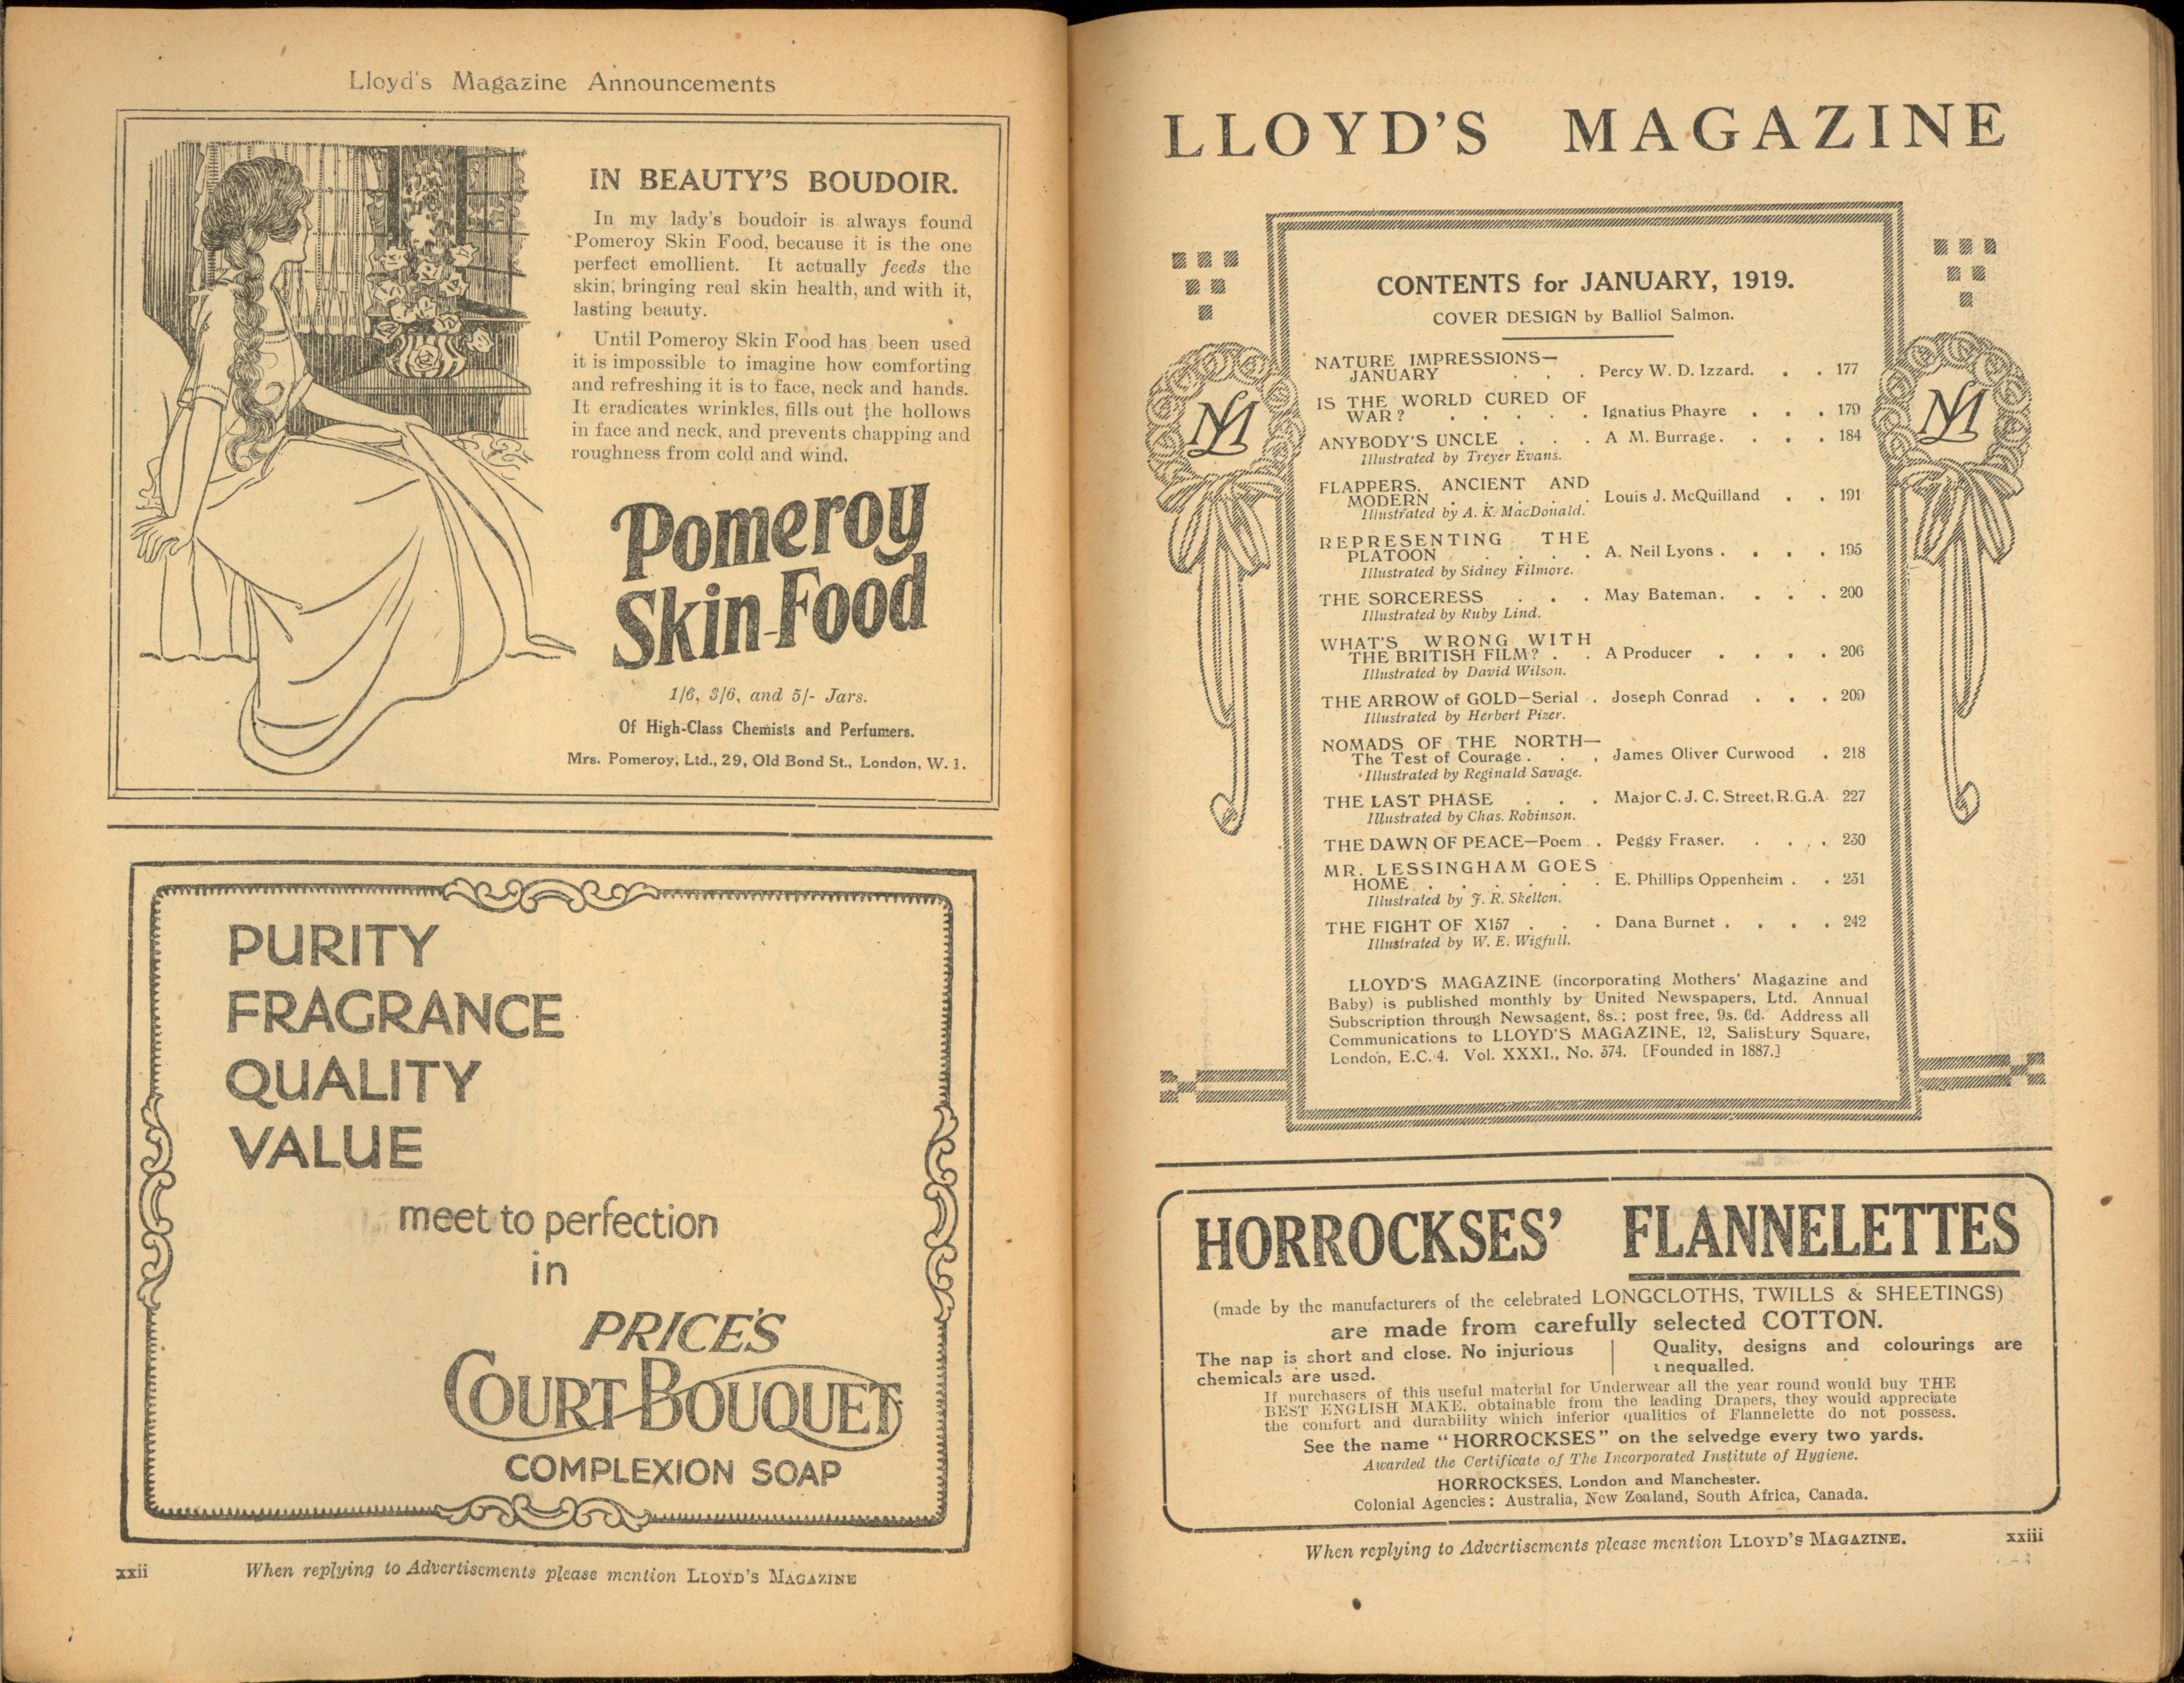 Lloyd's Magazine Announcements
IN BEAUTY'S BOUDOIR.
In my lady's boudoir is always found
Pomeroy Skin Food, because it is the one
perfect emollient. It actually feeds the
skin, bringing real skin health, and with it,
lasting beauty.
Until Pomeroy Skin Food has been used
it is impossible to imagine how comforting
and refreshing it is to face, neck and hands.
It eradicates wrinkles, fills out the hollows
in face and neck, and prevents chapping and
roughness from cold and wind.
Pomeroy
Skin-Food
1/6, 3/6, and 5/- Jars.
Of High-Class Chemists and Perfumers.
Mrs. Pomeroy, Ltd., 29, Old Bond St., London, W. 1.
PURITY
FRAGRANCE
QUALITY
VALUE
meet to perfection
in
PRICE'S
COURT BOUQUET
COMPLEXION SOAP
xxii When replying to Advertisements please mention LLOYD'S MAGAZINE
LLOYD'S MAGAZINE
CONTENTS for JANUARY, 1919.
COVER DESIGN by Balliol Salmon.
NATURE IMPRESSIONS—
JANUARY . . . Percy W. D. Izzard. . . 177
IS THE WORLD CURED OF
WAR? . . . . . Ignatius Phayre . . . 179
ANYBODY'S UNCLE . . . A M. Burrage. . . . 184
Illustrated by Treyer Evans.
FLAPPERS, ANCIENT AND
MODERN . . . . . Louis J. McQuilland . . 191
Illustrated by A. K. MacDonald.
REPRESENTING THE
PLATOON . . . . A. Neil Lyons . . . . 195
Illustrated by Sidney Filmore.
THE SORCERESS . . . May Bateman. . . . 200
Illustrated by Ruby Lind.
WHAT'S WRONG WITH
THE BRITISH FILM? . . A Producer . . . . 206
Illustrated by David Wilson.
THE ARROW of GOLD—Serial . Joseph Conrad . . . 209
Illustrated by Herbert Pizer.
NOMADS OF THE NORTH—
The Test of Courage . . . James Oliver Curwood . 218
Illustrated by Reginald Savage.
THE LAST PHASE . . . Major C. J. C. Street, R.G.A. 227
Illustrated by Chas. Robinson.
THE DAWN OF PEACE—Poem . Peggy Fraser. . . . 230
MR. LESSINGHAM GOES
HOME . . . . . . E. Phillips Oppenheim . . 231
Illustrated by J. R. Skelton.
THE FIGHT OF X157 . . . Dana Burnet . . . . 242
Illustrated by W. E. Wigfull.
LLOYD'S MAGAZINE (incorporating Mothers' Magazine and
Baby) is published monthly by United Newspapers, Ltd. Annual
Subscription through Newsagent, 8s.; post free, 9s. 6d. Address all
Communications to LLOYD'S MAGAZINE, 12, Salisbury Square,
London, E.C. 4. Vol. XXXI., No. 374. [Founded in 1887.]
LM
LM
HORROCKSES' FLANNELETTES
(made by the manufacturers of the celebrated LONGCLOTHS, TWILLS & SHEETINGS)
are made from carefully selected COTTON.
The nap is short and close. No injurious
chemicals are used.
Quality, designs and colourings are
unequalled.
If purchasers of this useful material for Underwear all the year round would buy THE
BEST ENGLISH MAKE, obtainable from the leading Drapers, they would appreciate
the comfort and durability which inferior qualities of Flannelette do not possess.
See the name "HORROCKSES" on the selvedge every two yards.
Awarded the Certificate of The Incorporated Institute of Hygiene.
HORROCKSES, London and Manchester.
Colonial Agencies: Australia, New Zealand, South Africa, Canada.
When replying to Advertisements please mention LLOYD'S MAGAZINE. xxiii